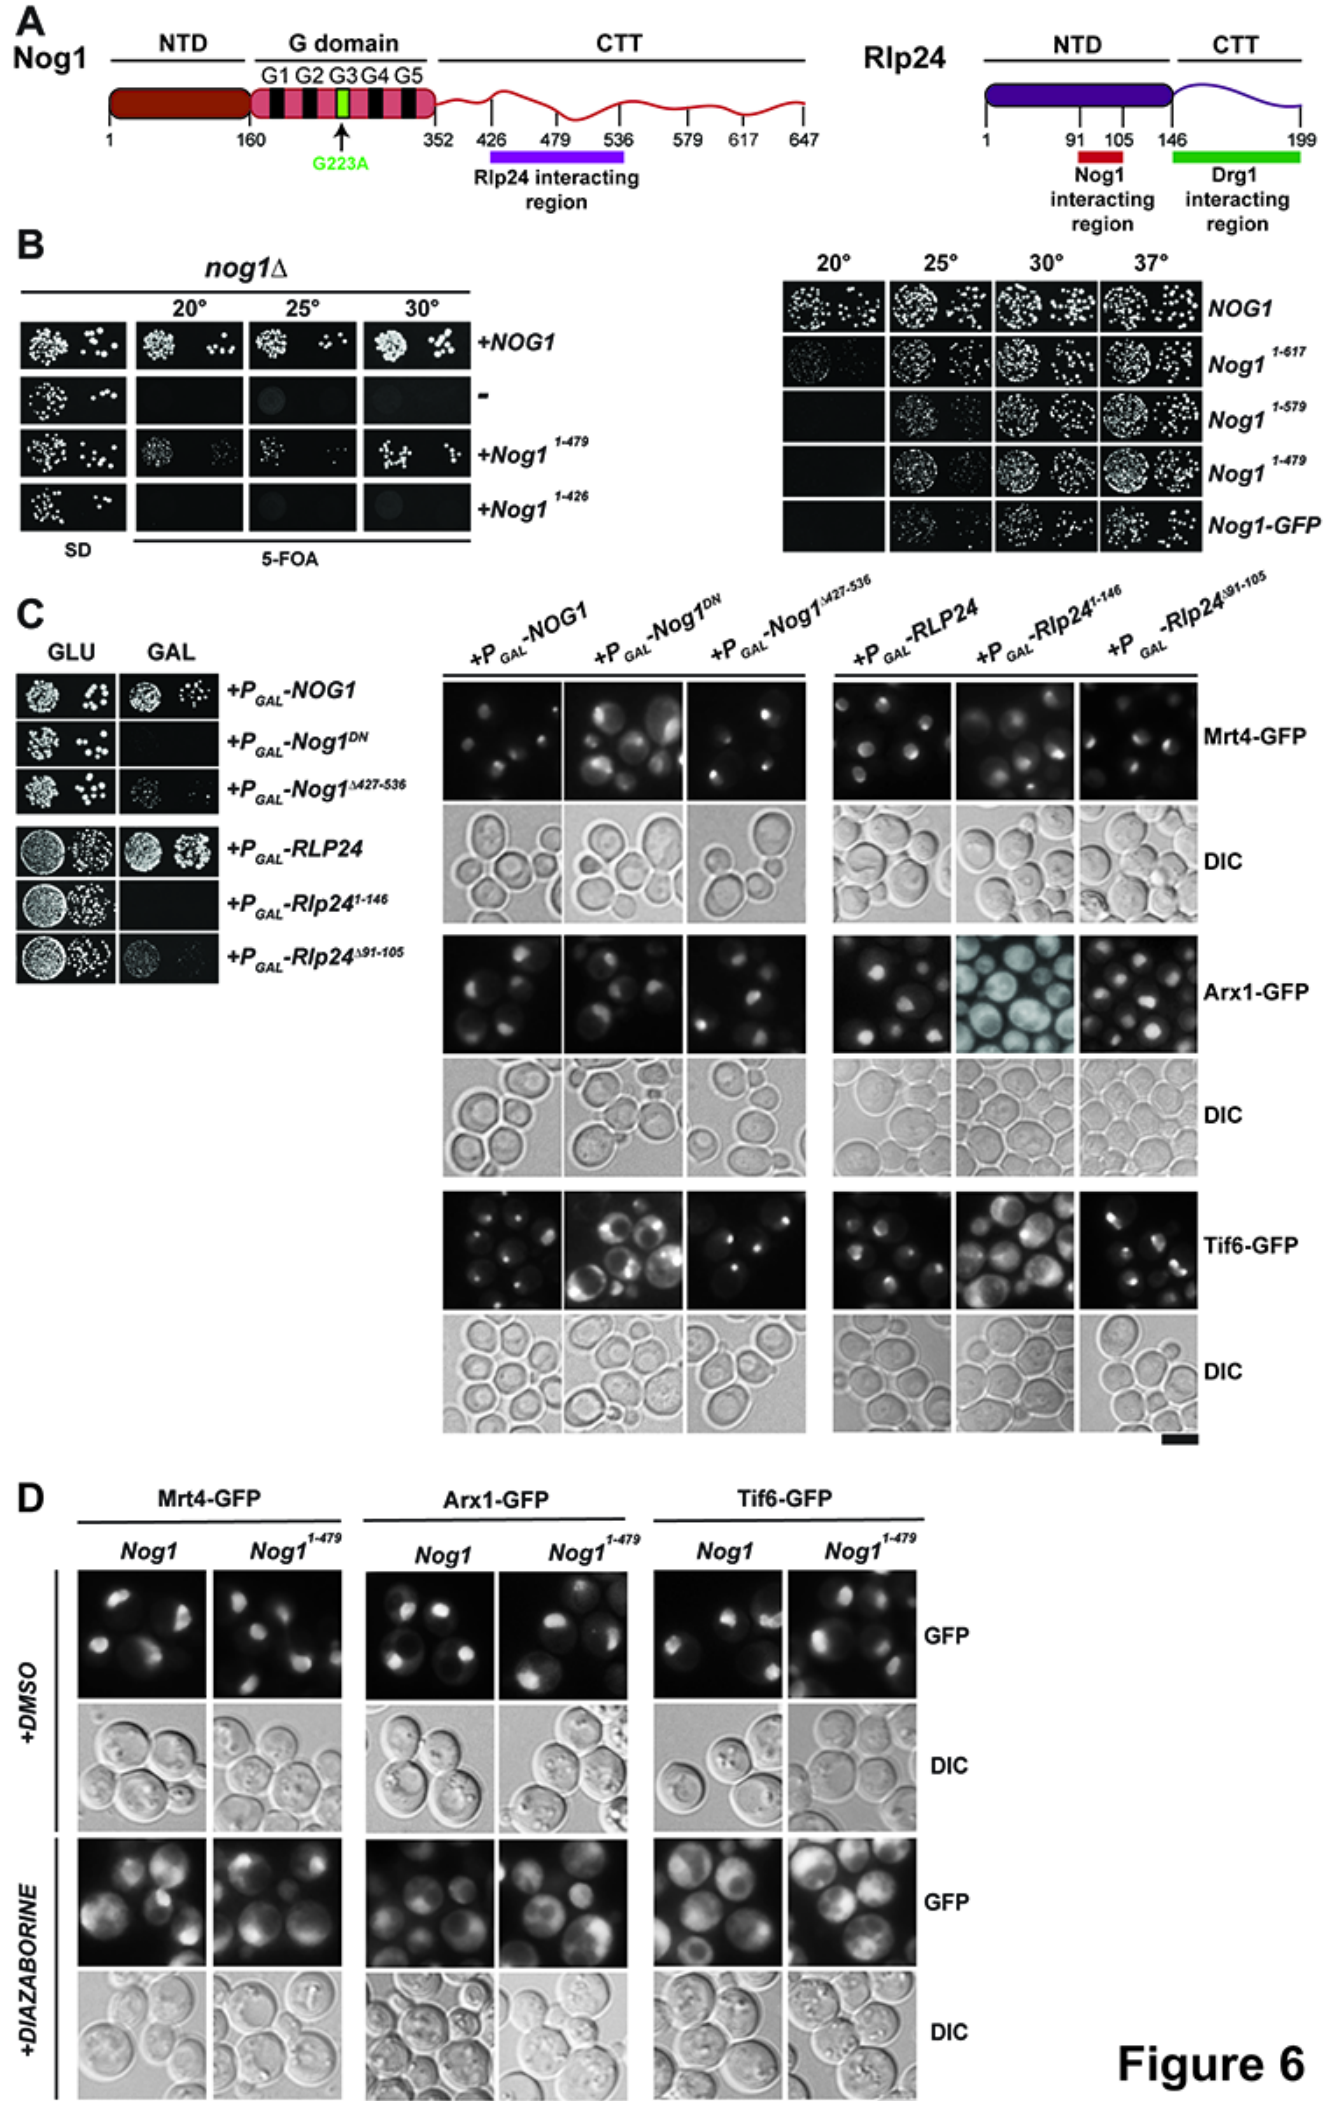 A
Nog1
NTD
G domain
CTT
G1 G2 G3 G4 G5
1
160
352
426
479
536
579
617
647
G223A
Rlp24 interacting
region
Rlp24
NTD
CTT
1
91
105
146
199
Nog1
interacting
region
Drg1
interacting
region
B
nog1Δ
20° 25° 30°
+NOG1
-
+Nog1 1-479
+Nog1 1-426
SD
5-FOA
20° 25° 30° 37°
NOG1
Nog1 1-617
Nog1 1-579
Nog1 1-479
Nog1-GFP
C
GLU GAL
+PGAL-NOG1
+PGAL-Nog1DN
+PGAL-Nog1Δ427-536
+PGAL-RLP24
+PGAL-Rlp241-146
+PGAL-Rlp24Δ91-105
+PGAL-NOG1
+PGAL-Nog1DN
+PGAL-Nog1Δ427-536
+PGAL-RLP24
+PGAL-Rlp241-146
+PGAL-Rlp24Δ91-105
Mrt4-GFP
DIC
Arx1-GFP
DIC
Tif6-GFP
DIC
D
Mrt4-GFP
Arx1-GFP
Tif6-GFP
Nog1
Nog11-479
Nog1
Nog11-479
Nog1
Nog11-479
+DMSO
GFP
DIC
+DIAZABORINE
GFP
DIC
Figure 6